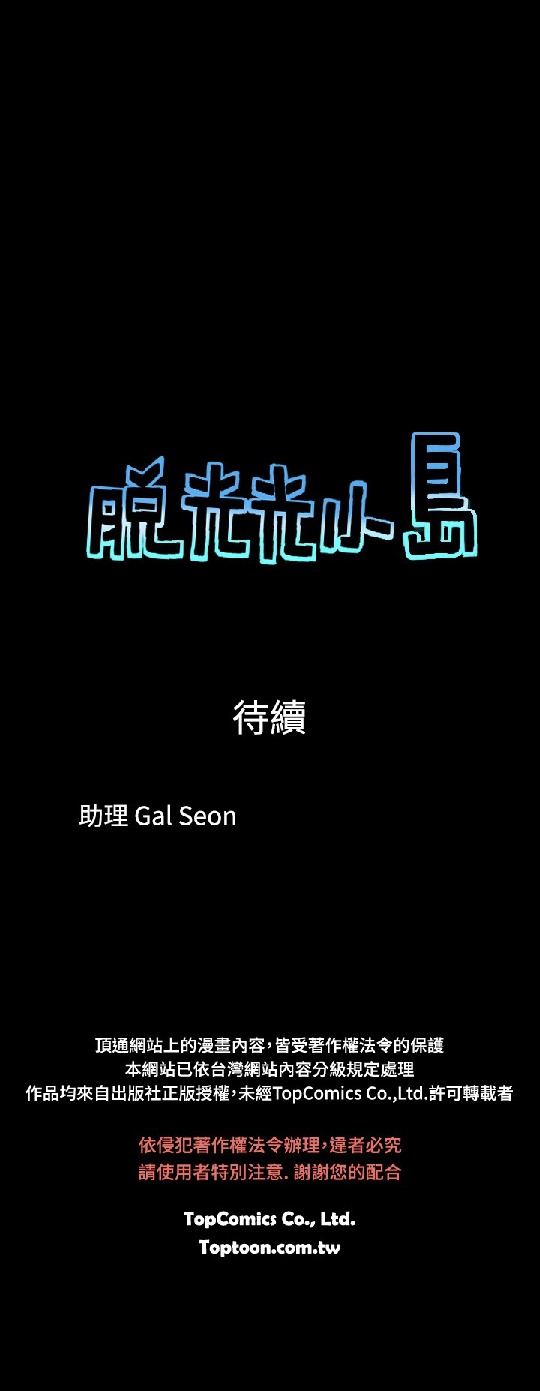 脫光光小島
待續
助理 Gal Seon
頂通網站上的漫畫內容，皆受著作權法令的保護
本網站已依台灣網站內容分級規定處理
作品均來自出版社正版授權，未經TopComics Co.,Ltd.許可轉載者
依侵犯著作權法令辦理，違者必究
請使用者特別注意. 謝謝您的配合
TopComics Co., Ltd.
Toptoon.com.tw